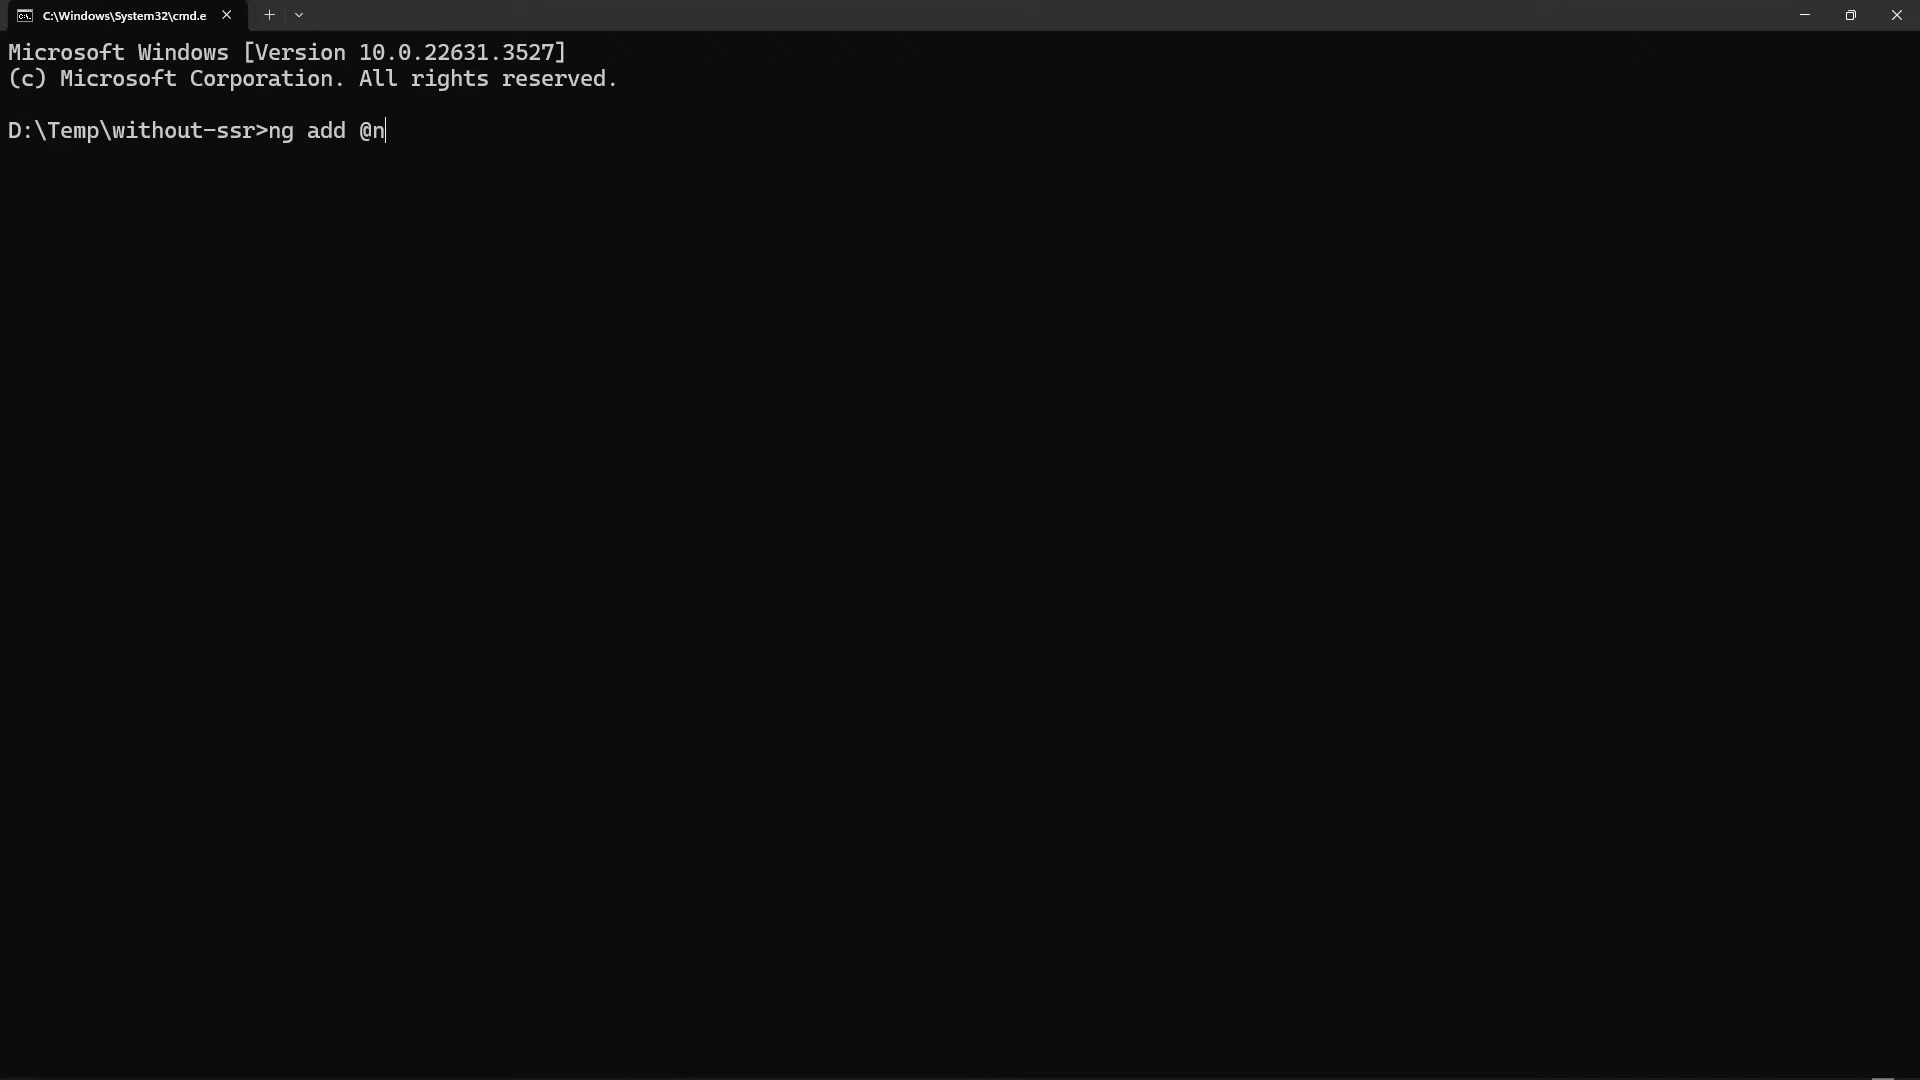 C:\Windows\System32\cmd.e
Microsoft Windows [Version 10.0.22631.3527]
(c) Microsoft Corporation. All rights reserved.
D:\Temp\without-ssr>ng add @n